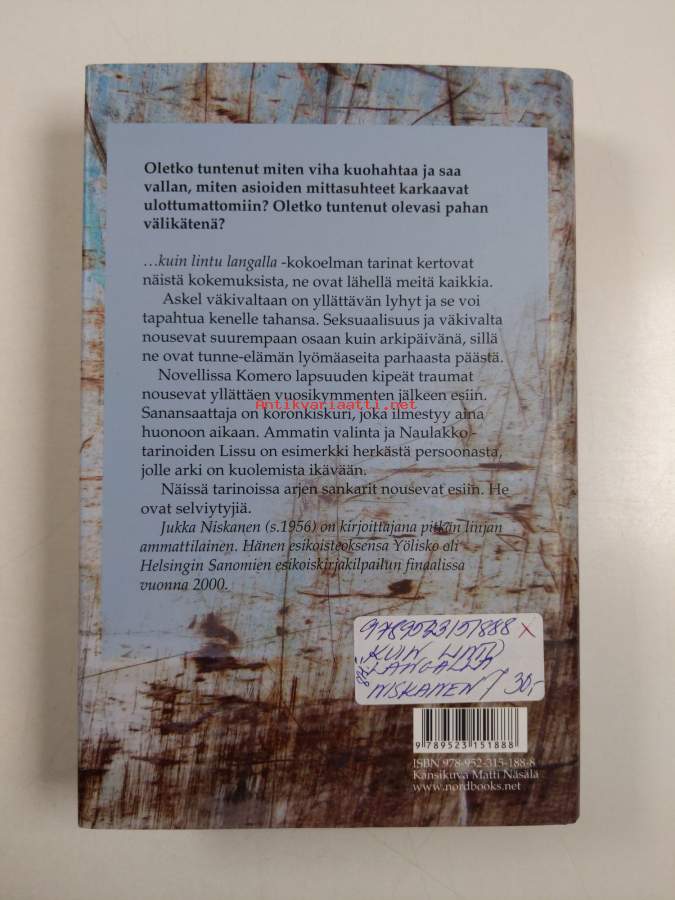 Oletko tuntenut miten viha kuohahtaa ja saa
vallan, miten asioiden mittasuhteet karkaavat
ulottumattomiin? Oletko tuntenut olevasi pahan
välikätenä?
...kuin lintu langalla -kokoelman tarinat kertovat
näistä kokemuksista, ne ovat lähellä meitä kaikkia.
Askel väkivaltaan on yllättävän lyhyt ja se voi
tapahtua kenelle tahansa. Seksuaalisuus ja väkivalta
nousevat suurempaan osaan kuin arkipäivänä, sillä
ne ovat tunne-elämän lyömäaseita parhaasta päästä.
Novellissa Komero lapsuuden kipeät traumat
nousevat yllättäen vuosikymmenten jälkeen esiin.
Antikvariaatti.net
Sanansaattaja on koronkiskuri, joka ilmestyy aina
huonoon aikaan. Ammatin valinta ja Naulakko -
tarinoiden Lissu on esimerkki herkästä persoonasta,
jolle arki on kuolemista ikävään.
Näissä tarinoissa arjen sankarit nousevat esiin. He
ovat selviytyjiä.
Jukka Niskanen (s.1956) on kirjoittajana pitkän linjan
ammattilainen. Hänen esikoisteoksensa Yölisko oli
Helsingin Sanomien esikoiskirjakilpailun finaalissa
vuonna 2000.
9789523151888 x
KUIN LINTU
LANGALLA
NISKANEN 30,-
9 789523 151888
ISBN 978-952-315-188-8
Kansikuva Matti Näsälä
www.nordbooks.net